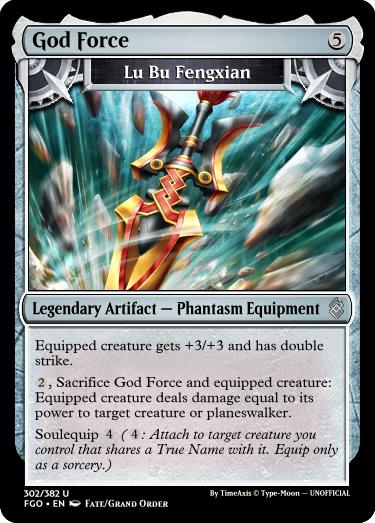 God Force 5
Lu Bu Fengxian
Legendary Artifact — Phantasm Equipment
Equipped creature gets +3/+3 and has double
strike.
2, Sacrifice God Force and equipped creature:
Equipped creature deals damage equal to its
power to target creature or planeswalker.
Soulequip 4 (4: Attach to target creature you
control that shares a True Name with it. Equip only
as a sorcery.)
302/382 U
FGO • EN Fate/Grand Order
By TimeAxis © Type-Moon — UNOFFICIAL